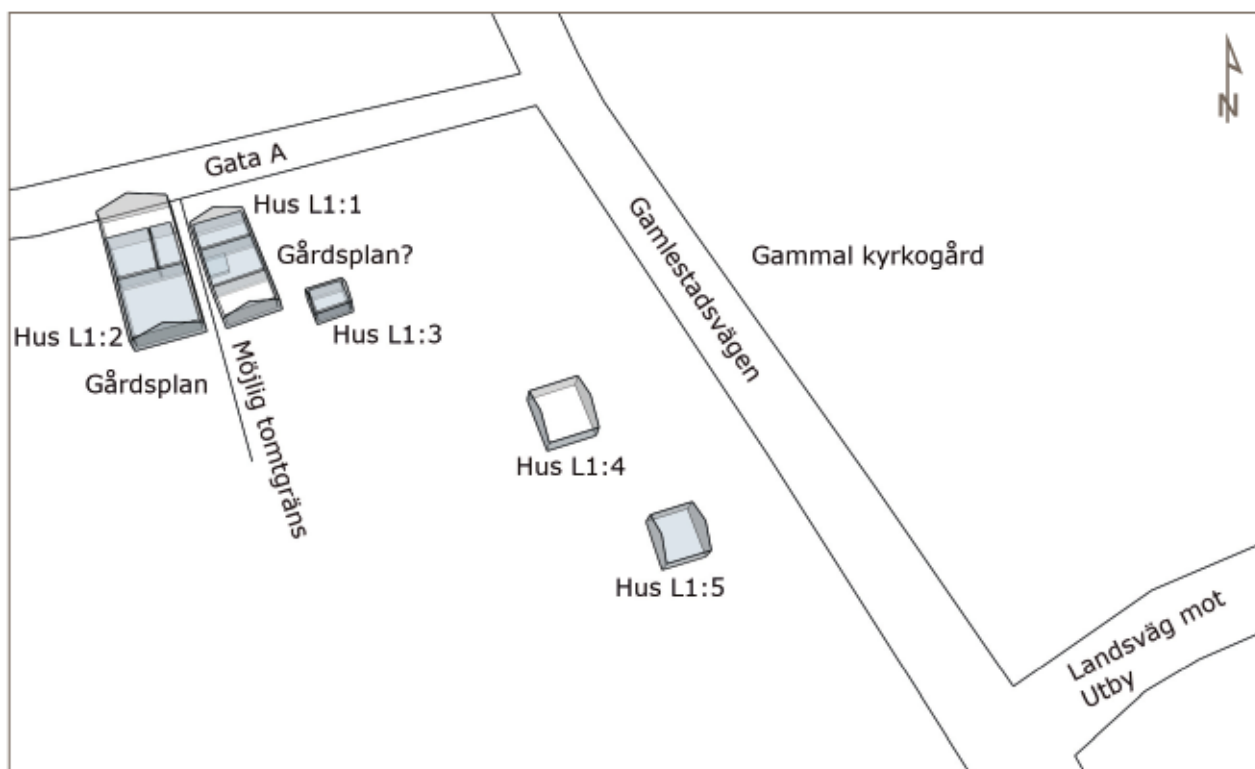 N
Gata A
Hus L1:1
Gamlestadsvägen
Gårdsplan?
Gammal kyrkogård
Hus L1:2
Hus L1:3
Gårdsplan
Möjlig tomtgräns
Hus L1:4
Hus L1:5
Landsväg mot
Utby